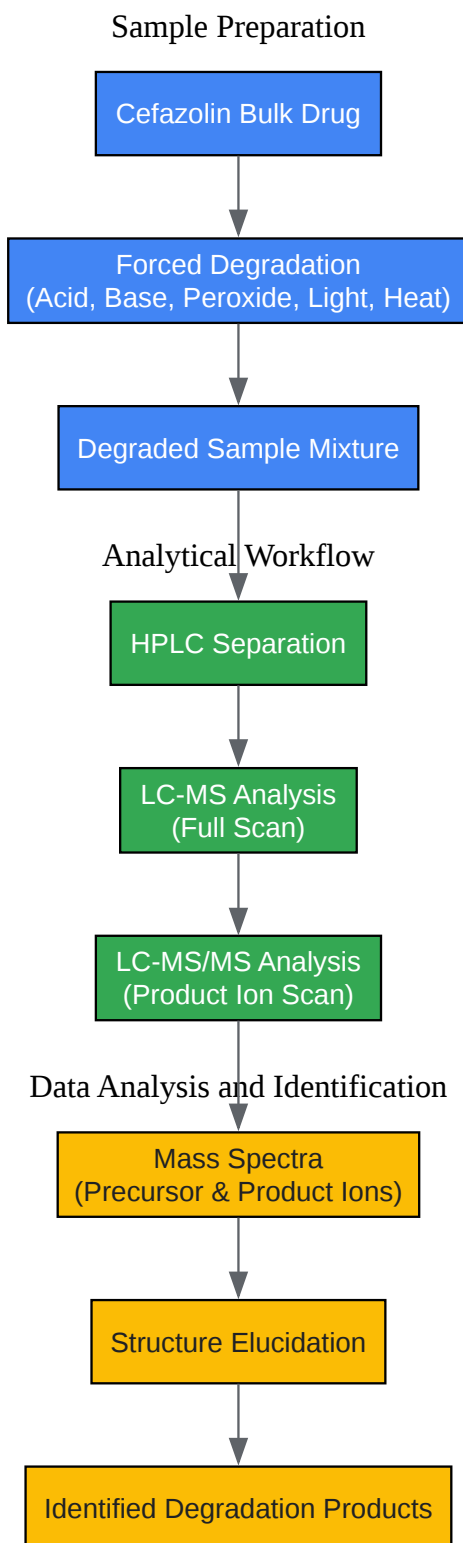 Sample Preparation
Cefazolin Bulk Drug
Forced Degradation
(Acid, Base, Peroxide, Light, Heat)
Degraded Sample Mixture
Analytical Workflow
HPLC Separation
LC-MS Analysis
(Full Scan)
LC-MS/MS Analysis
(Product Ion Scan)
Data Analysis and Identification
Mass Spectra
(Precursor & Product Ions)
Structure Elucidation
Identified Degradation Products